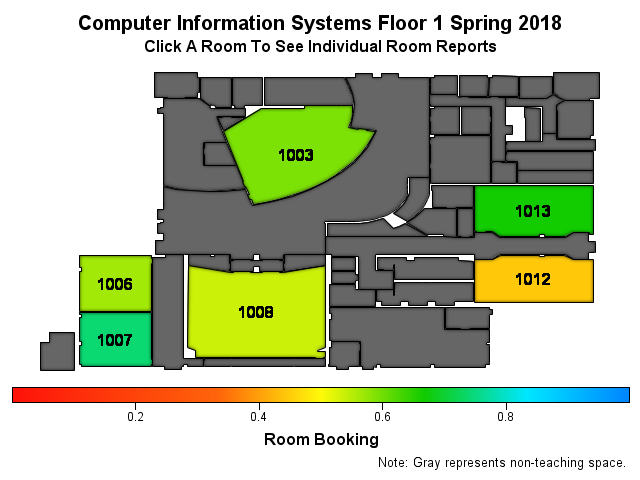 Computer Information Systems Floor 1 Spring 2018
Click A Room To See Individual Room Reports
1003
1013
1006
1012
1008
1007
0.2 0.4 0.6 0.8
Room Booking
Note: Gray represents non-teaching space.